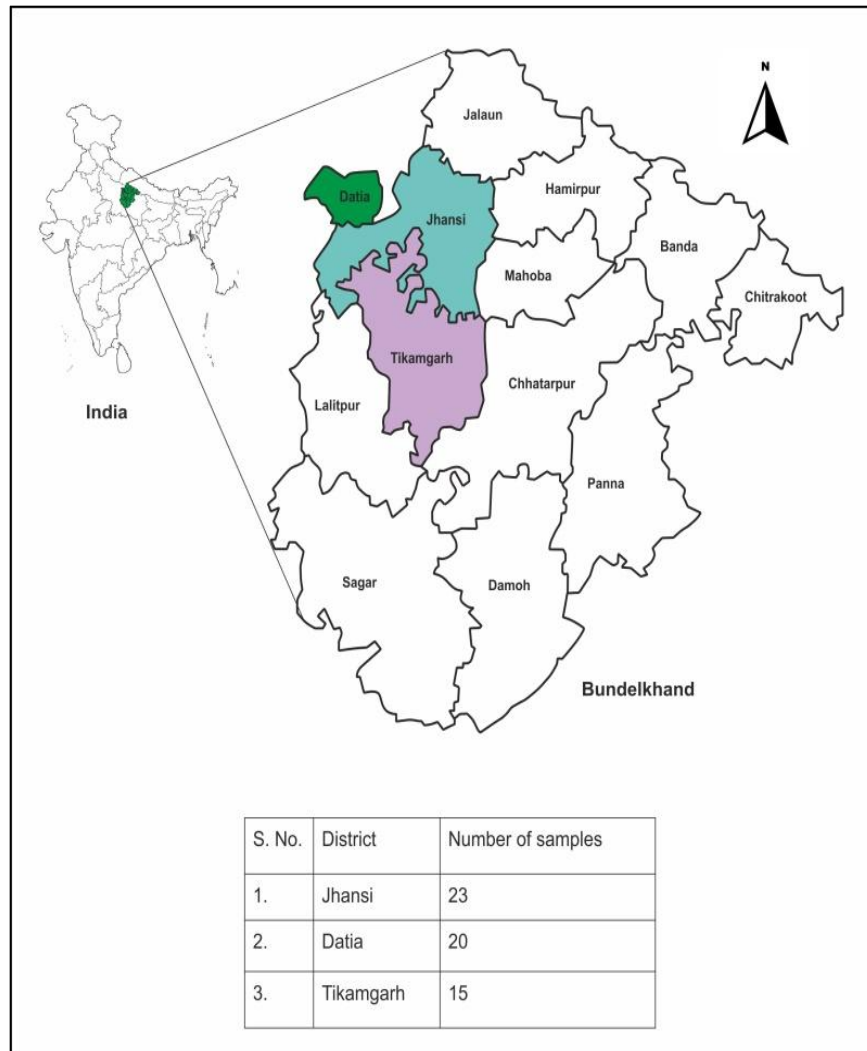 N
Jalaun
Datia
Hamirpur
Jhansi
Banda
Mahoba
Chitrakoot
Tikamgarh
Chhatarpur
Lalitpur
India
Panna
Sagar
Damoh
Bundelkhand
S. No. District Number of samples
1. Jhansi 23
2. Datia 20
3. Tikamgarh 15